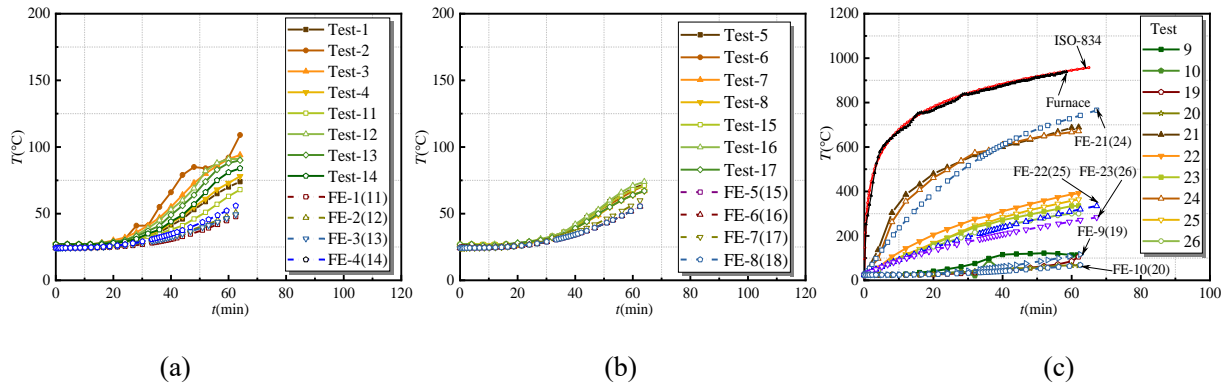 200
150
100
50
0
T(°C)
0
20
40
60
80
100
120
t(min)
Test-1
Test-2
Test-3
Test-4
Test-11
Test-12
Test-13
Test-14
FE-1(11)
FE-2(12)
FE-3(13)
FE-4(14)
(a)
200
150
100
50
0
T(°C)
0
20
40
60
80
100
120
t(min)
Test-5
Test-6
Test-7
Test-8
Test-15
Test-16
Test-17
FE-5(15)
FE-6(16)
FE-7(17)
FE-8(18)
(b)
1200
1000
800
600
400
200
0
T(°C)
0
20
40
60
80
100
t(min)
ISO-834
Furnace
FE-21(24)
FE-22(25)
FE-23(26)
FE-9(19)
FE-10(20)
Test
9
10
19
20
21
22
23
24
25
26
(c)